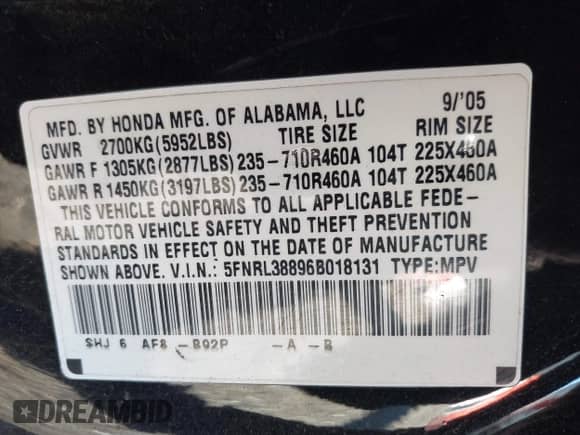 MFD. BY HONDA MFG. OF ALABAMA, LLC 9/'05
GVWR 2700KG(5952LBS) TIRE SIZE RIM SIZE
GAWR F 1305KG(2877LBS) 235-710R460A 104T 225X460A
GAWR R 1450KG(3197LBS) 235-710R460A 104T 225X460A
THIS VEHICLE CONFORMS TO ALL APPLICABLE FEDE-
RAL MOTOR VEHICLE SAFETY AND THEFT PREVENTION
STANDARDS IN EFFECT ON THE DATE OF MANUFACTURE
SHOWN ABOVE. V.I.N.: 5FNRL38896B018131 TYPE:MPV
SHJ 6 AF8 -B92P -A -B
DREAMBID